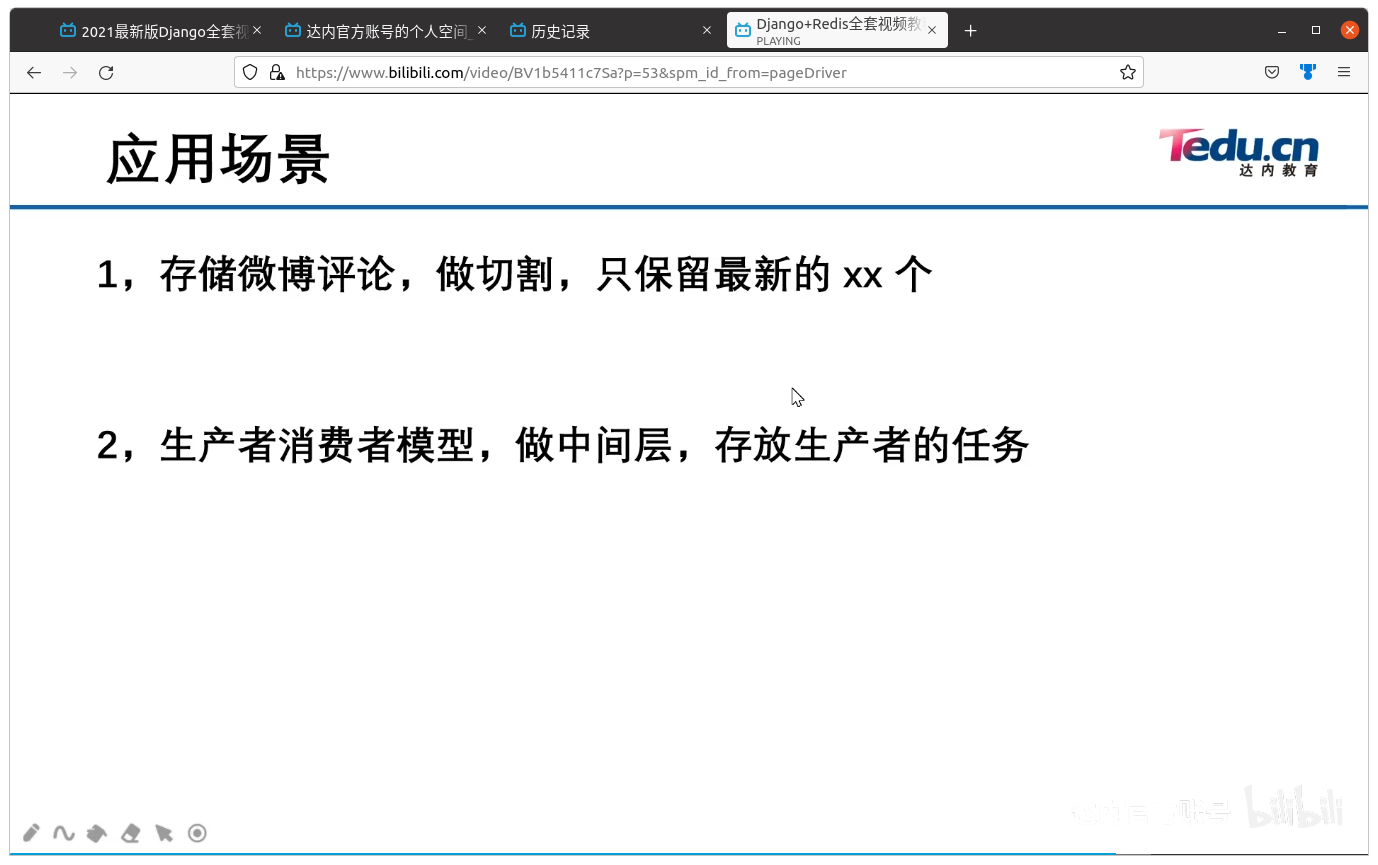 2021最新版Django全套视
达内官方账号的个人空间_
历史记录
Django+Redis全套视频教
PLAYING
https://www.bilibili.com/video/BV1b5411c7Sa?p=53&spm_id_from=pageDriver
应用场景
Tedu.cn
达内教育
1，存储微博评论，做切割，只保留最新的 xx 个
2，生产者消费者模型，做中间层，存放生产者的任务
bilibili